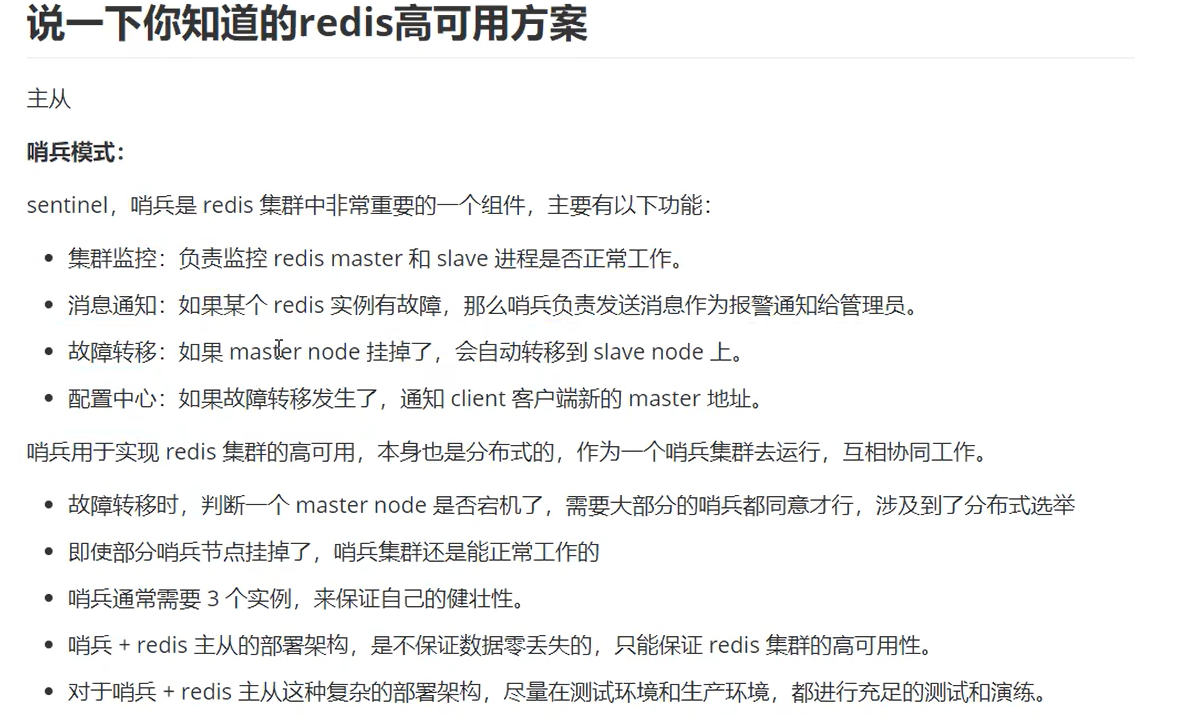 说一下你知道的redis高可用方案
主从
哨兵模式：
sentinel，哨兵是 redis 集群中非常重要的一个组件，主要有以下功能：
集群监控：负责监控 redis master 和 slave 进程是否正常工作。
消息通知：如果某个 redis 实例有故障，那么哨兵负责发送消息作为报警通知给管理员。
故障转移：如果 master node 挂掉了，会自动转移到 slave node 上。
配置中心：如果故障转移发生了，通知 client 客户端新的 master 地址。
哨兵用于实现 redis 集群的高可用，本身也是分布式的，作为一个哨兵集群去运行，互相协同工作。
故障转移时，判断一个 master node 是否宕机了，需要大部分的哨兵都同意才行，涉及到了分布式选举
即使部分哨兵节点挂掉了，哨兵集群还是能正常工作的
哨兵通常需要 3 个实例，来保证自己的健壮性。
哨兵 + redis 主从的部署架构，是不保证数据零丢失的，只能保证 redis 集群的高可用性。
对于哨兵 + redis 主从这种复杂的部署架构，尽量在测试环境和生产环境，都进行充足的测试和演练。